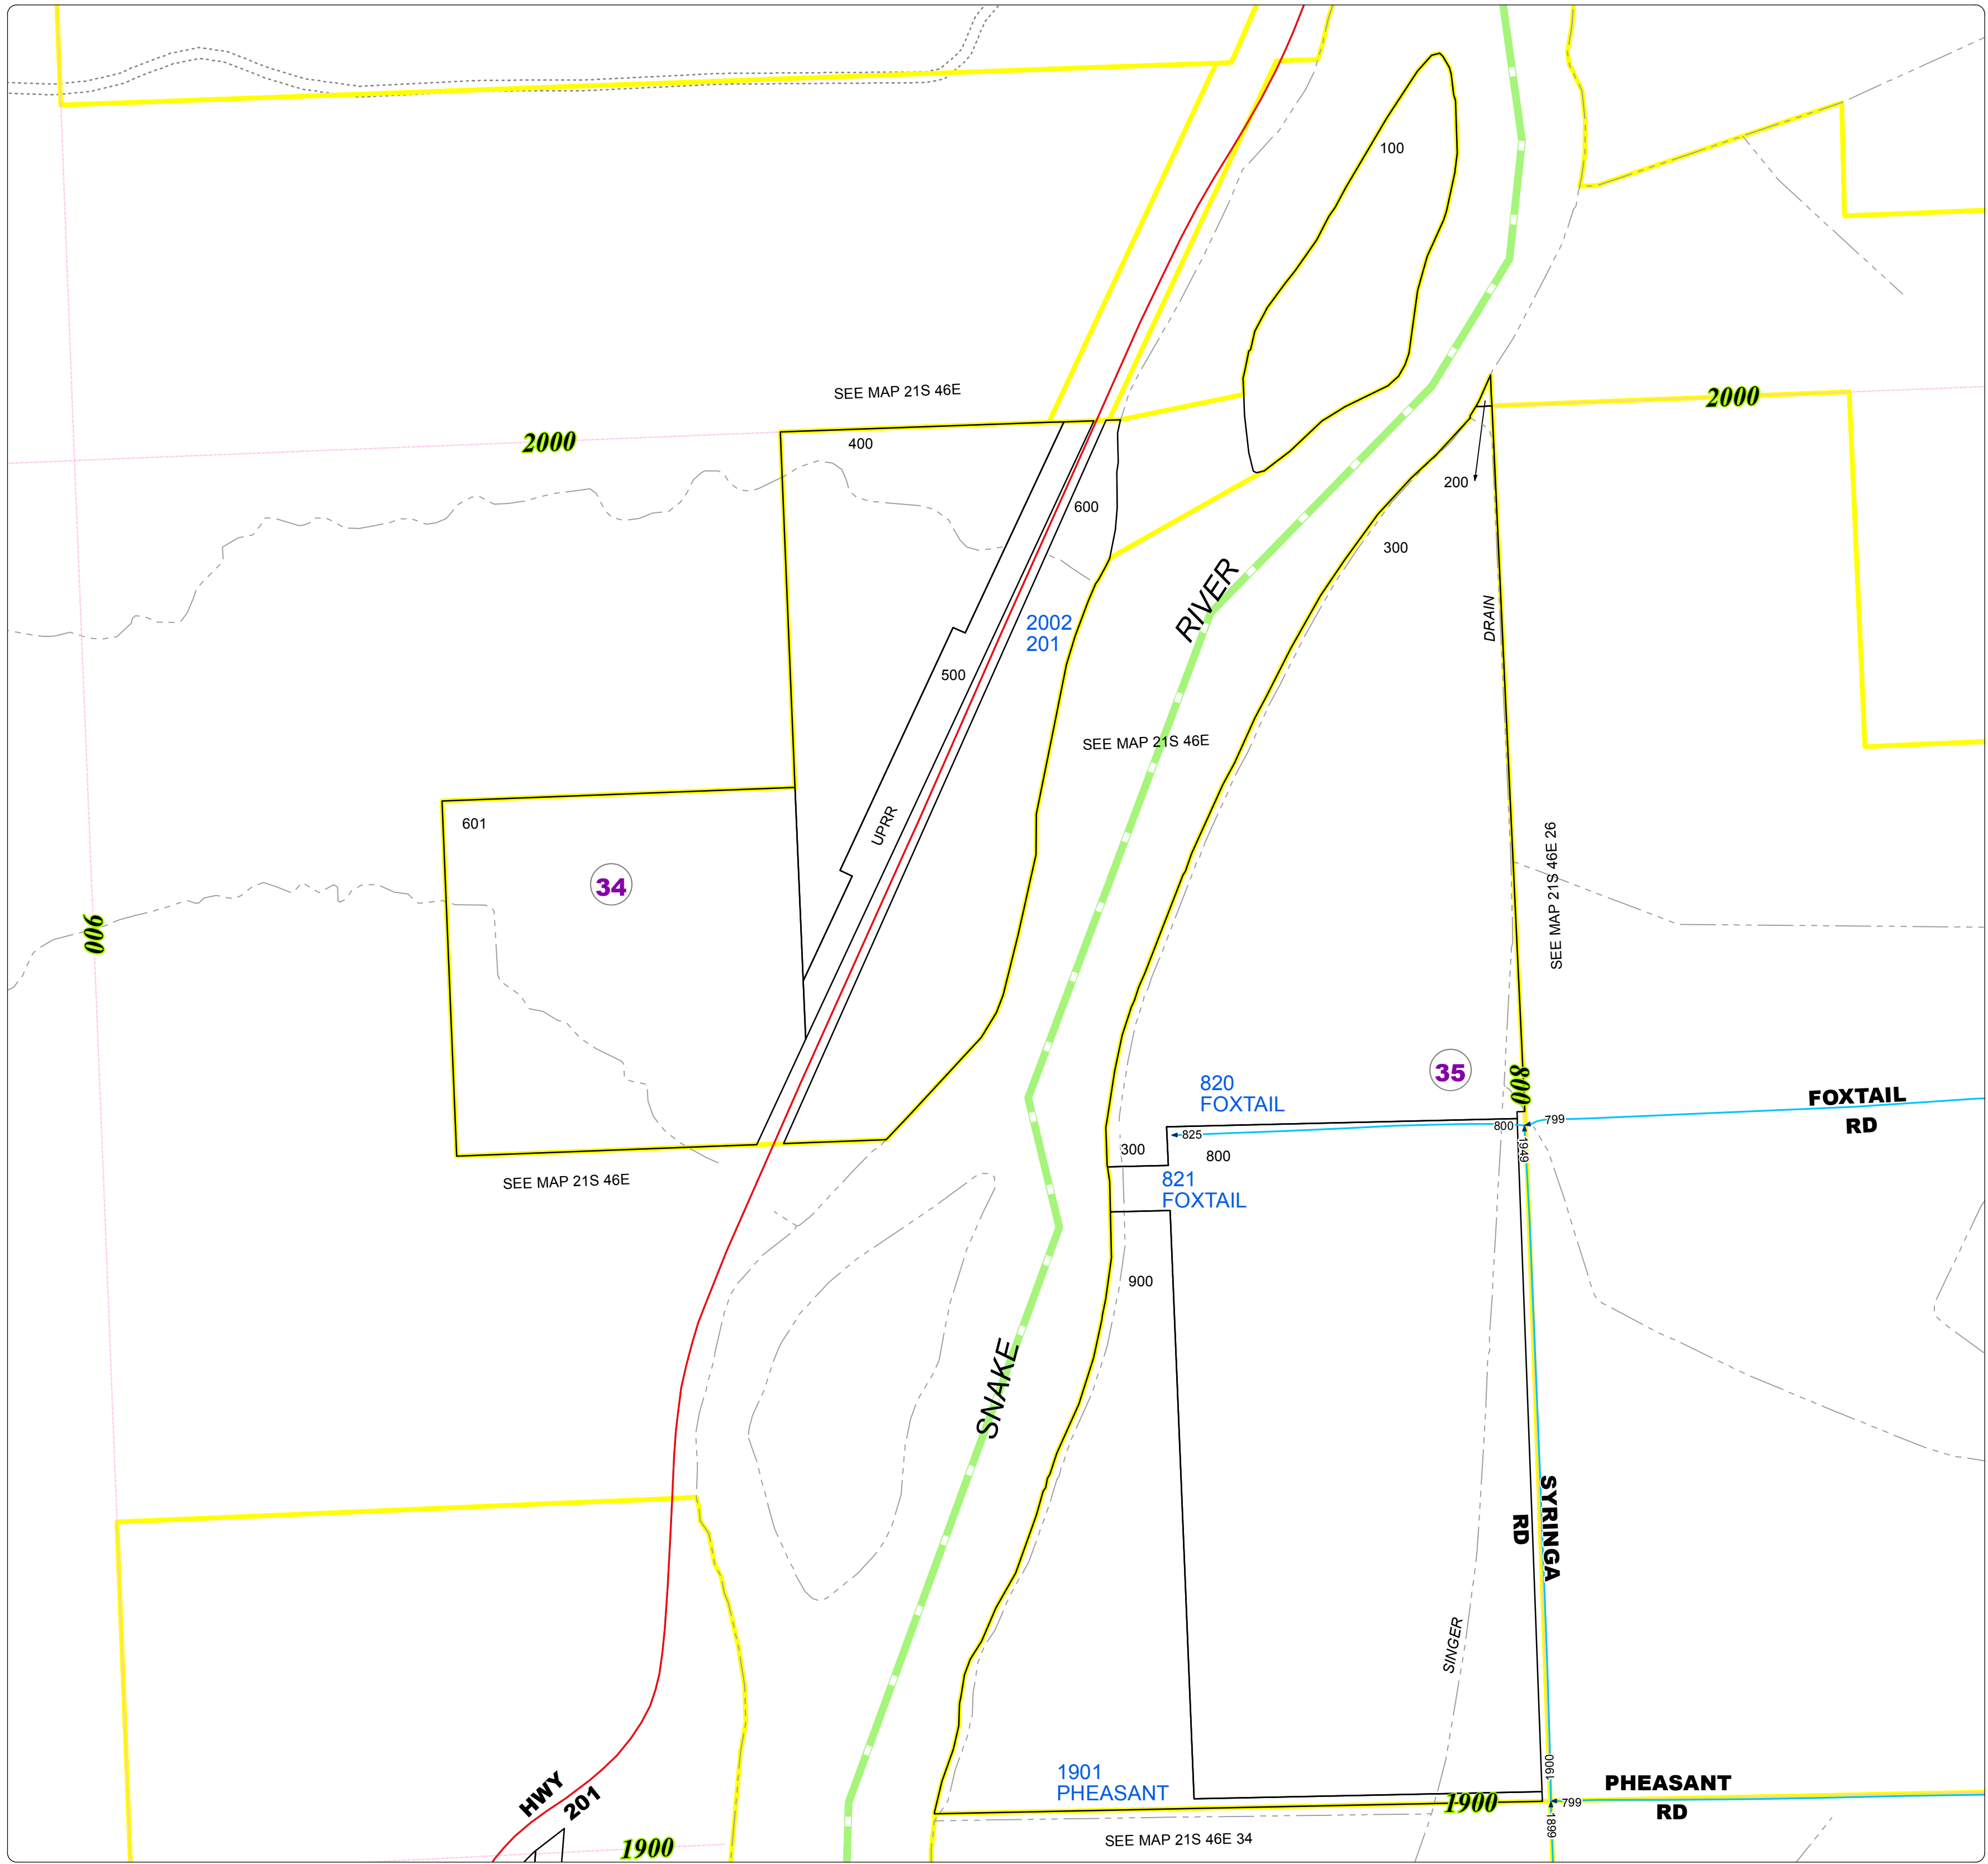 100
SEE MAP 21S 46E
2000
2000
400
200
600
300
RIVER
DRAIN
2002
201
500
SEE MAP 21S 46E
UPRR
601
34
SEE MAP 21S 46E 26
900
35
800
820
FOXTAIL
FOXTAIL
RD
799
800
825
1949
300
800
821
FOXTAIL
SEE MAP 21S 46E
900
SNAKE
SYRINGA
RD
SINGER
1901
PHEASANT
1900
PHEASANT
RD
799
1900
1899
HWY
201
SEE MAP 21S 46E 34
1900